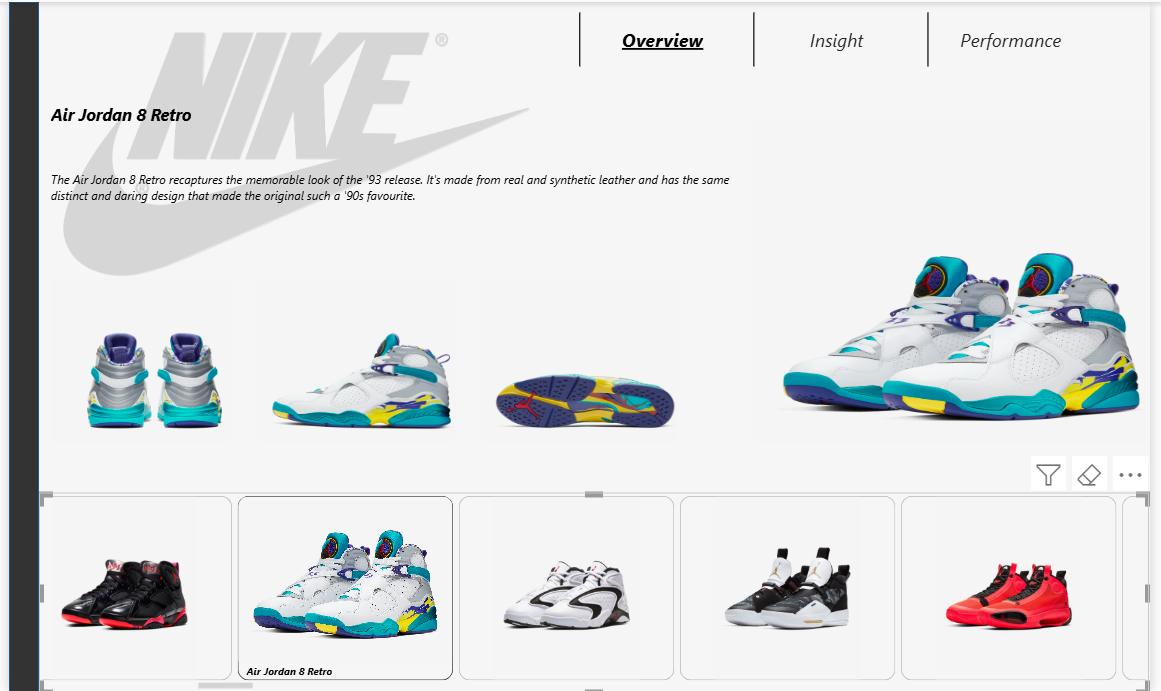 NIKE ®
Overview
Insight
Performance
Air Jordan 8 Retro
®
The Air Jordan 8 Retro recaptures the memorable look of the '93 release. It's made from real and synthetic leather and has the same
distinct and daring design that made the original such a '90s favourite.
Air Jordan 8 Retro